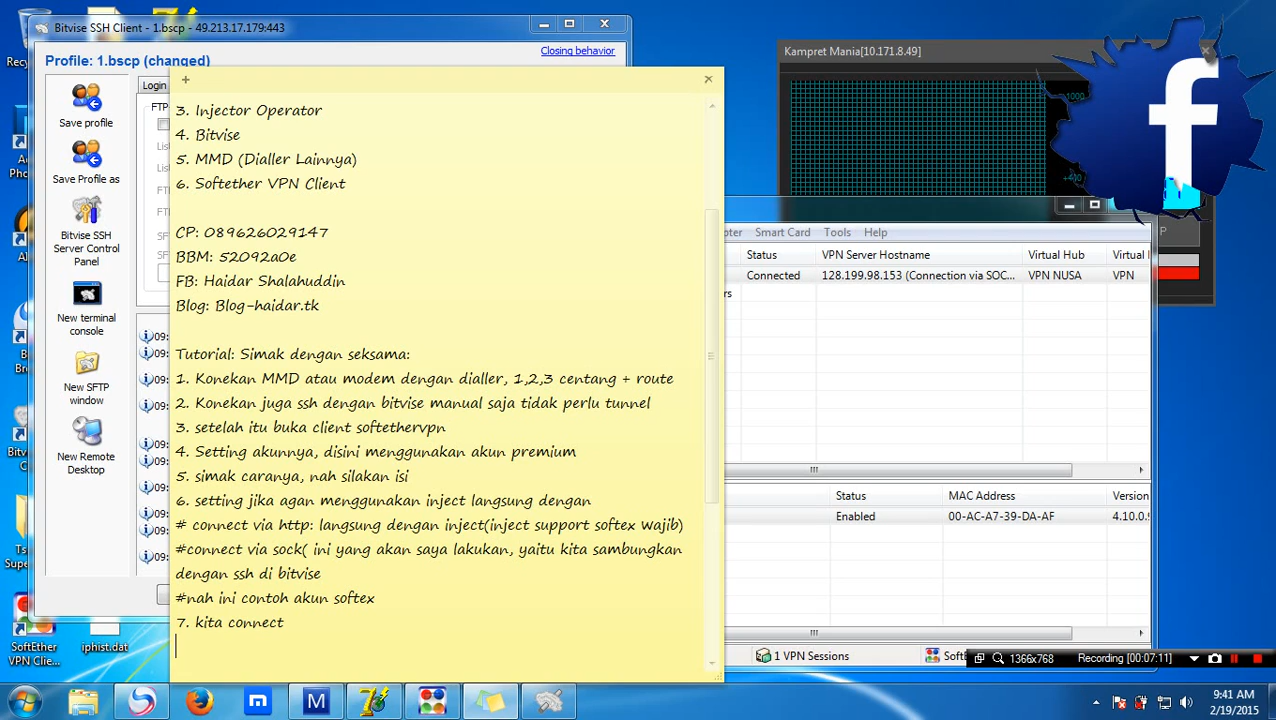 Bitvise SSH Client - 1.bscp - 49.213.17.179:443
Closing behavior
Profile: 1.bscp (changed)
Save profile
Save Profile as
Bitvise SSH
Server Control
Panel
New terminal
console
New SFTP
window
New Remote
Desktop
Login
3. Injector Operator
4. Bitvise
5. MMD (Dialler Lainnya)
6. Softether VPN Client
CP: 089626029147
BBM: 52092a0e
FB: Haidar Shalahuddin
Blog: Blog-haidar.tk
Tutorial: Simak dengan seksama:
1. Konekan MMD atau modem dengan dialler, 1,2,3 centang + route
2. Konekan juga ssh dengan bitvise manual saja tidak perlu tunnel
3. setelah itu buka client softethervpn
4. Setting akunnya, disini menggunakan akun premium
5. simak caranya, nah silakan isi
6. setting jika agan menggunakan inject langsung dengan
# connect via http: langsung dengan inject(inject support softex wajib)
#connect via sock( ini yang akan saya lakukan, yaitu kita sambungkan
dengan ssh di bitvise
#nah ini contoh akun softex
7. kita connect
Kampret Mania[10.171.8.49]
f
Smart Card Tools Help
Status VPN Server Hostname Virtual Hub
Connected 128.199.98.153 (Connection via SOC... VPN NUSA VPN
Status MAC Address Version
Enabled 00-AC-A7-39-DA-AF 4.10.0.9
1 VPN Sessions
1366x768 Recording [00:07:11]
SoftEther
VPN Clie...
iphist.dat
9:41 AM
2/19/2015